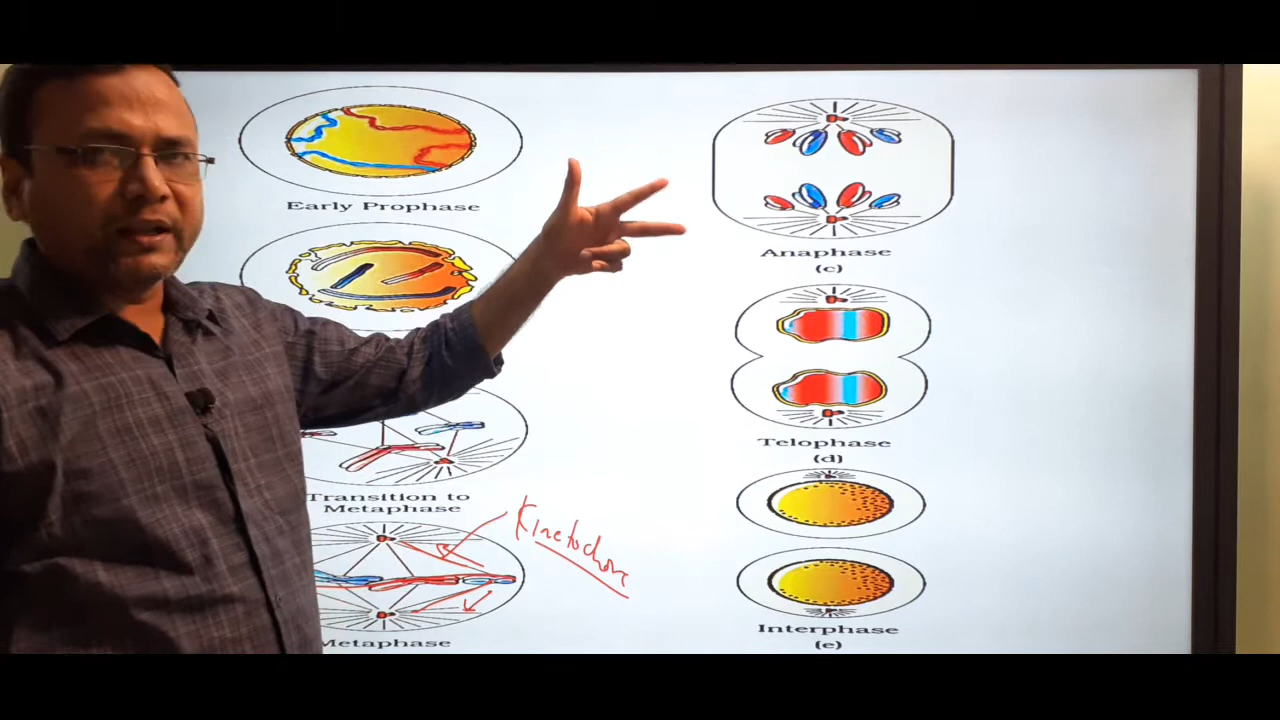 Early Prophase
Transition to
Metaphase
Kinetochore
Metaphase
Anaphase
(c)
Telophase
(d)
Interphase
(e)